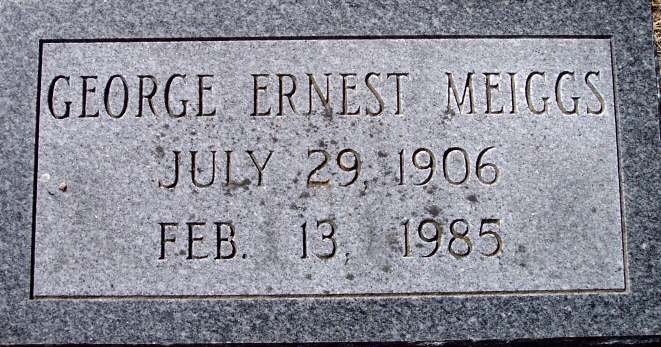 GEORGE ERNEST MEIGGS
JULY 29, 1906
FEB. 13, 1985